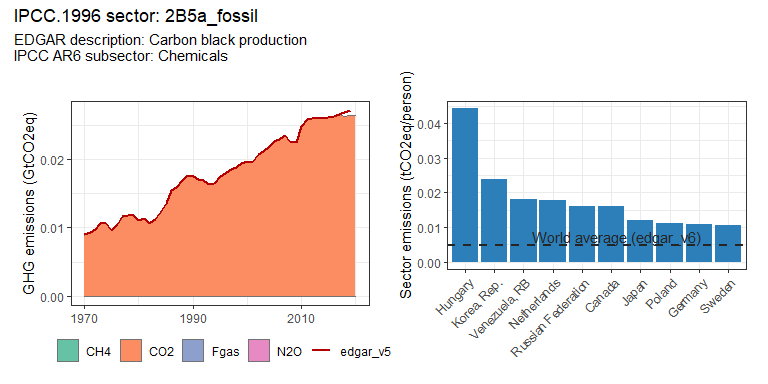 IPCC.1996 sector: 2B5a_fossil
EDGAR description: Carbon black production
IPCC AR6 subsector: Chemicals
GHG emissions (GtCO2eq)
0.02
0.01
0.00
1970
1990
2010
CH4
CO2
Fgas
N2O
edgar_v5
Sector emissions (tCO2eq/person)
0.04
0.03
0.02
0.01
0.00
World average (edgar_v6)
Hungary
Korea, Rep.
Venezuela, RB
Netherlands
Russian Federation
Canada
Japan
Poland
Germany
Sweden